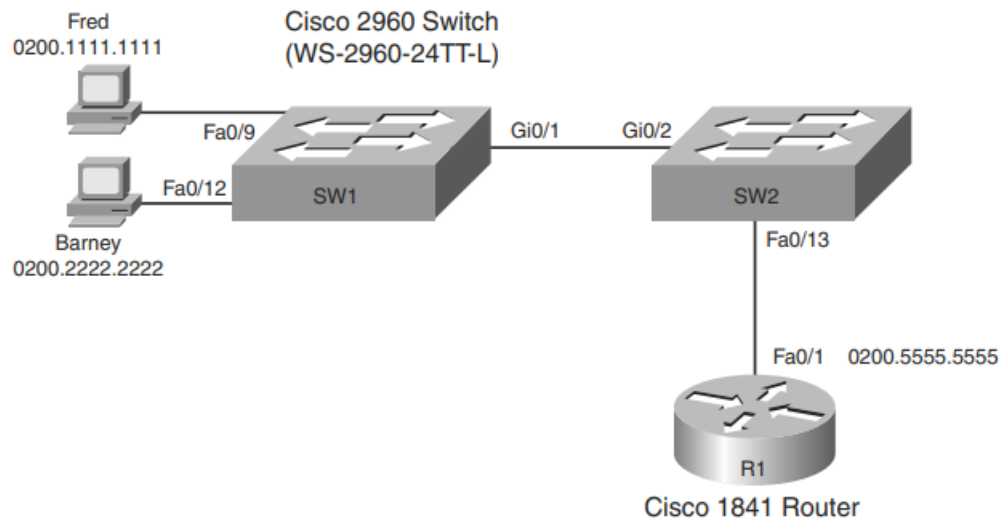 Fred
0200.1111.1111
Cisco 2960 Switch
(WS-2960-24TT-L)
Fa0/9
Gi0/1
Gi0/2
Fa0/12
SW1
SW2
Barney
0200.2222.2222
Fa0/13
Fa0/1
0200.5555.5555
R1
Cisco 1841 Router